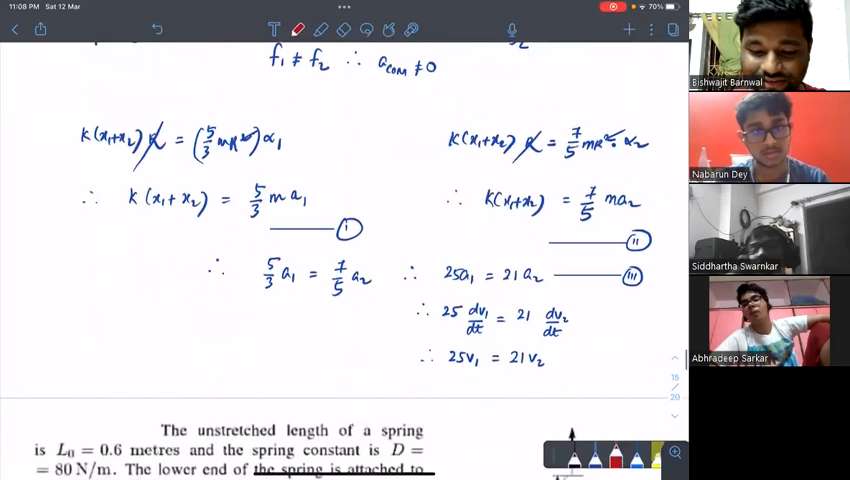 11:08 PM Sat 12 Mar
70%
f₁ ≠ f₂ ∴ a_com ≠ 0
K(x₁+x₂) R = (5/3 mR²) α₁
K(x₁+x₂) R = 7/5 mR² α₂
∴ K(x₁+x₂) = 5/3 m a₁
∴ K(x₁+x₂) = 7/5 ma₂
(i)
(ii)
∴ 5/3 a₁ = 7/5 a₂
∴ 25a₁ = 21a₂ (iii)
∴ 25 dv₁/dt = 21 dv₂/dt
∴ 25v₁ = 21v₂
The unstretched length of a spring
is L₀ = 0.6 metres and the spring constant is D =
= 80 N/m. The lower end of the spring is attached to
15
20
Bishwajit Barnwal
Nabarun Dey
Siddhartha Swarnkar
Abhradeep Sarkar